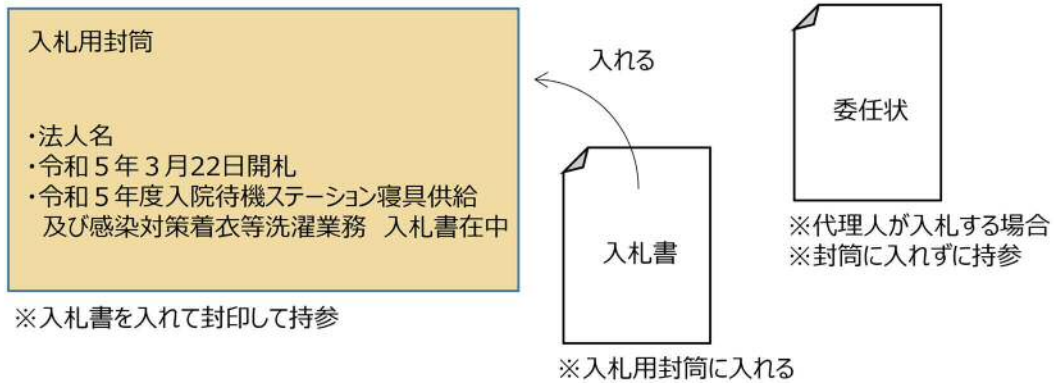 入札用封筒
・法人名
・令和５年３月22日開札
・令和５年度入院待機ステーション寝具供給
及び感染対策着衣等洗濯業務　入札書在中
※入札書を入れて封印して持参
入れる
入札書
※入札用封筒に入れる
委任状
※代理人が入札する場合
※封筒に入れずに持参